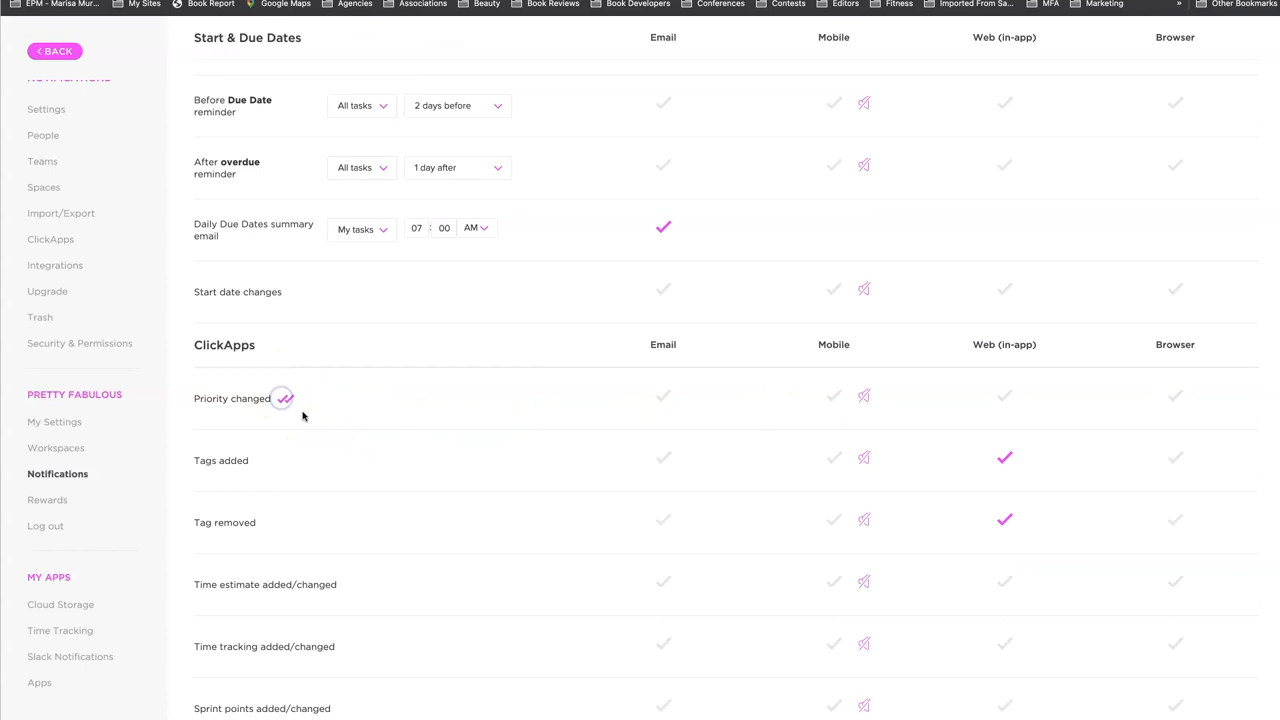 EPM - Marisa Mur...
My Sites
Book Report
Google Maps
Agencies
Associations
Beauty
Book Reviews
Book Developers
Conferences
Contests
Editors
Fitness
Imported From Sa...
MFA
Marketing
»
Other Bookmarks
< BACK
NOTIFICATIONS
Settings
People
Teams
Spaces
Import/Export
ClickApps
Integrations
Upgrade
Trash
Security & Permissions
PRETTY FABULOUS
My Settings
Workspaces
Notifications
Rewards
Log out
MY APPS
Cloud Storage
Time Tracking
Slack Notifications
Apps
Start & Due Dates Email Mobile Web (in-app) Browser
Before Due Date
reminder
All tasks 2 days before
After overdue
reminder
All tasks 1 day after
Daily Due Dates summary
email
My tasks 07 : 00 AM
Start date changes
ClickApps Email Mobile Web (in-app) Browser
Priority changed
Tags added
Tag removed
Time estimate added/changed
Time tracking added/changed
Sprint points added/changed